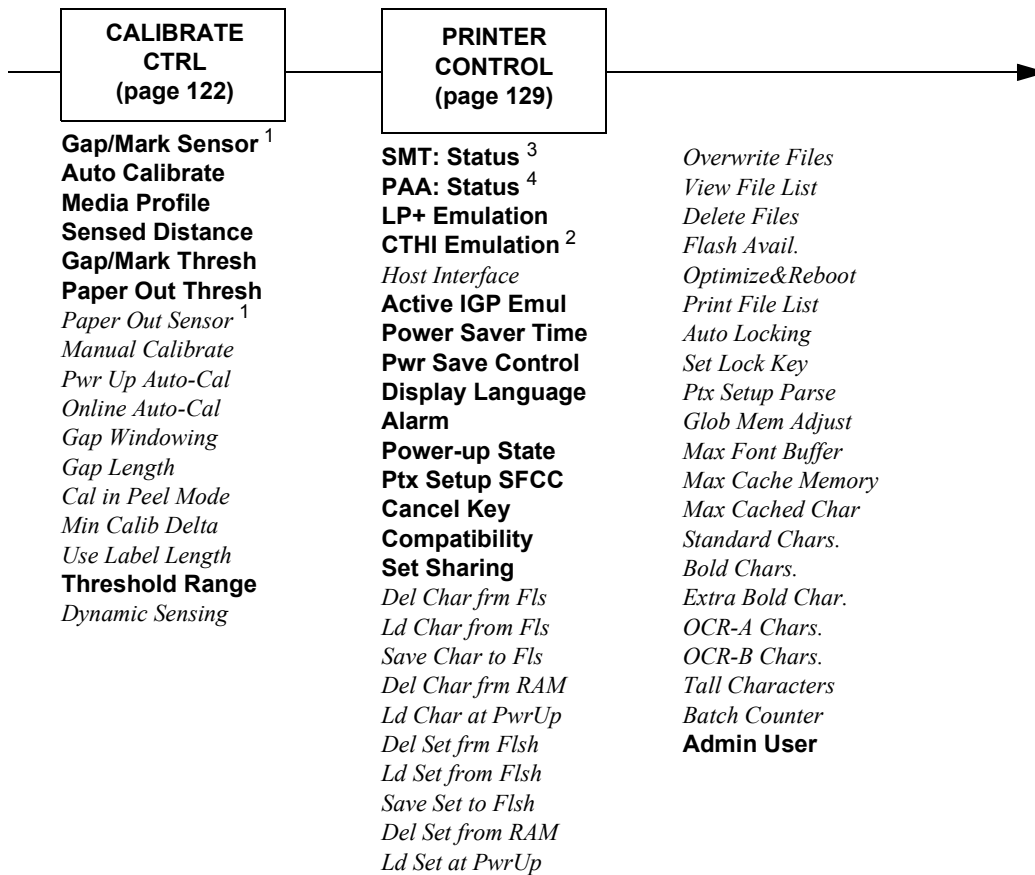 CALIBRATE
CTRL
(page 122)
Gap/Mark Sensor 1
Auto Calibrate
Media Profile
Sensed Distance
Gap/Mark Thresh
Paper Out Thresh
Paper Out Sensor 1
Manual Calibrate
Pwr Up Auto-Cal
Online Auto-Cal
Gap Windowing
Gap Length
Cal in Peel Mode
Min Calib Delta
Use Label Length
Threshold Range
Dynamic Sensing
PRINTER
CONTROL
(page 129)
SMT: Status 3
PAA: Status 4
LP+ Emulation
CTHI Emulation 2
Host Interface
Active IGP Emul
Power Saver Time
Pwr Save Control
Display Language
Alarm
Power-up State
Ptx Setup SFCC
Cancel Key
Compatibility
Set Sharing
Del Char frm Fls
Ld Char from Fls
Save Char to Fls
Del Char frm RAM
Ld Char at PwrUp
Del Set frm Flsh
Ld Set from Flsh
Save Set to Flsh
Del Set from RAM
Ld Set at PwrUp
Overwrite Files
View File List
Delete Files
Flash Avail.
Optimize&Reboot
Print File List
Auto Locking
Set Lock Key
Ptx Setup Parse
Glob Mem Adjust
Max Font Buffer
Max Cache Memory
Max Cached Char
Standard Chars.
Bold Chars.
Extra Bold Char.
OCR-A Chars.
OCR-B Chars.
Tall Characters
Batch Counter
Admin User